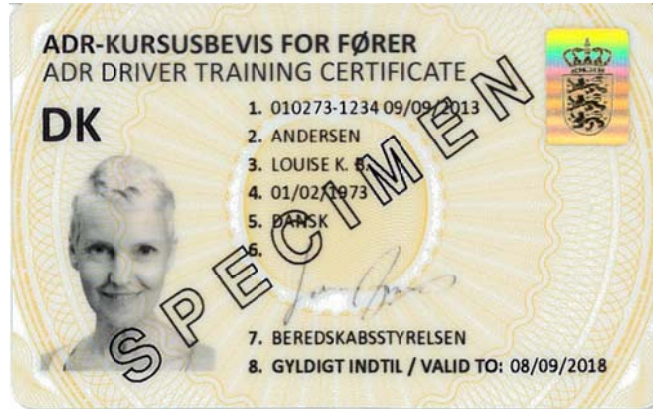 ADR-KURSUSBEVIS FOR FØRER
ADR DRIVER TRAINING CERTIFICATE
DK
1. 010273-1234 09/09/2013
2. ANDERSEN
3. LOUISE K. B.
4. 01/02/1973
5. DANSK
6.
7. BEREDSKABSSTYRELSEN
8. GYLDIGT INDTIL / VALID TO: 08/09/2018
SPECIMEN